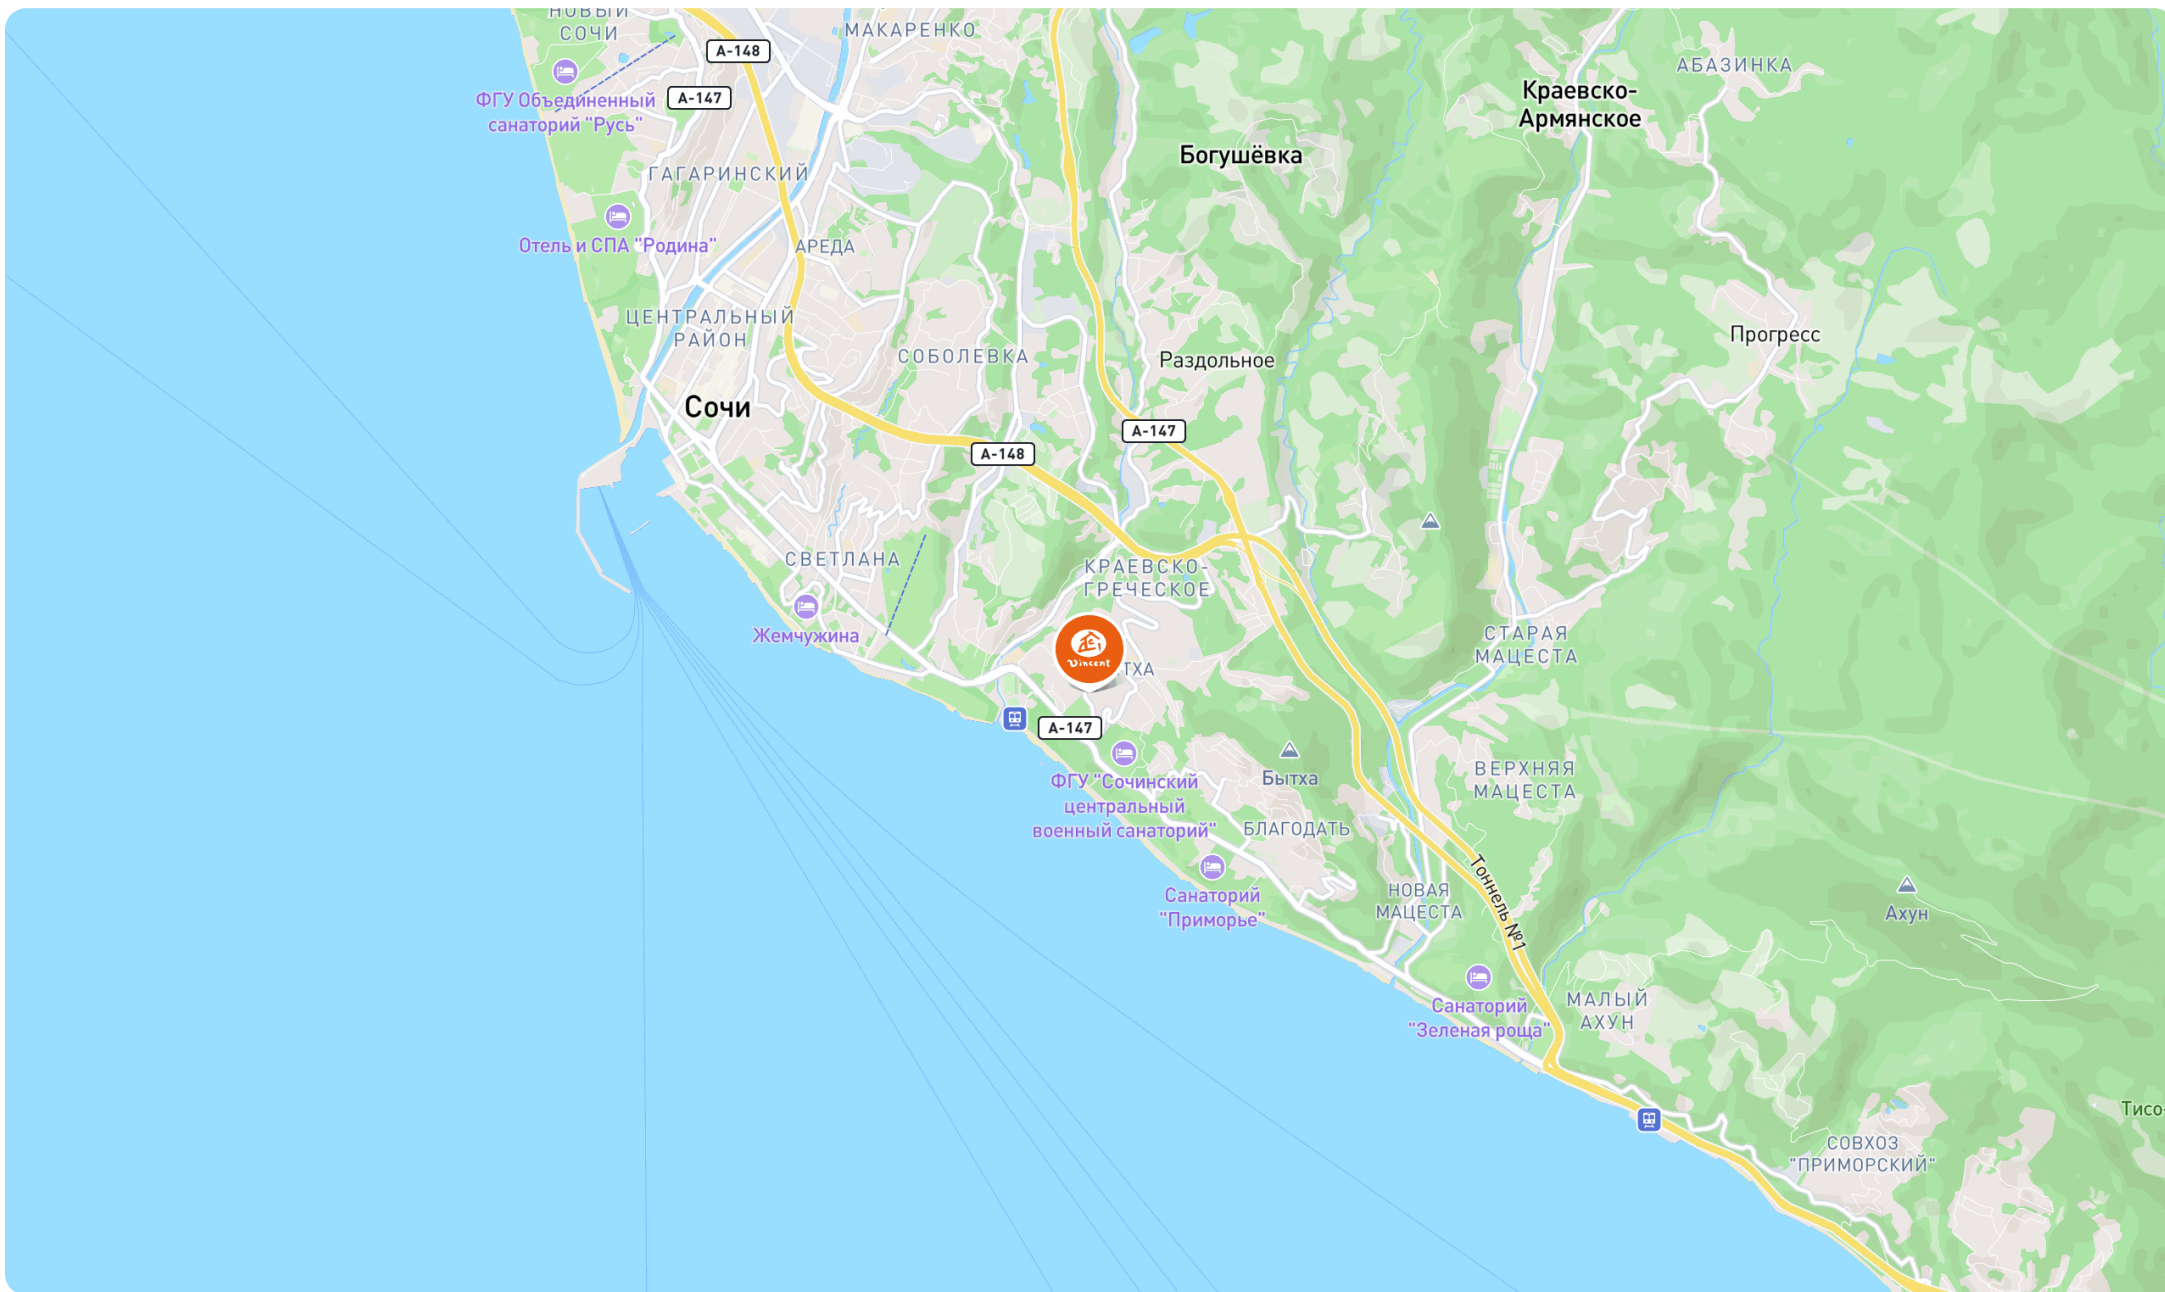 НОВЫЙ
СОЧИ
МАКАРЕНКО
А-148
АБАЗИНКА
ФГУ Объединенный
санаторий "Русь"
А-147
Краевско-
Армянское
Богушёвка
ГАГАРИНСКИЙ
Отель и СПА "Родина"
АРЕДА
ЦЕНТРАЛЬНЫЙ
РАЙОН
СОБОЛЕВКА
Раздольное
Прогресс
Сочи
А-147
А-148
СВЕТЛАНА
КРАЕВСКО-
ГРЕЧЕСКОЕ
Жемчужина
Vincent
ТХА
СТАРАЯ
МАЦЕСТА
А-147
ФГУ "Сочинский
центральный
военный санаторий"
Бытха
ВЕРХНЯЯ
МАЦЕСТА
БЛАГОДАТЬ
Санаторий
"Приморье"
НОВАЯ
МАЦЕСТА
Тоннель №1
Ахун
Санаторий
"Зеленая роща"
МАЛЫЙ
АХУН
Тисо-
СОВХОЗ
"ПРИМОРСКИЙ"